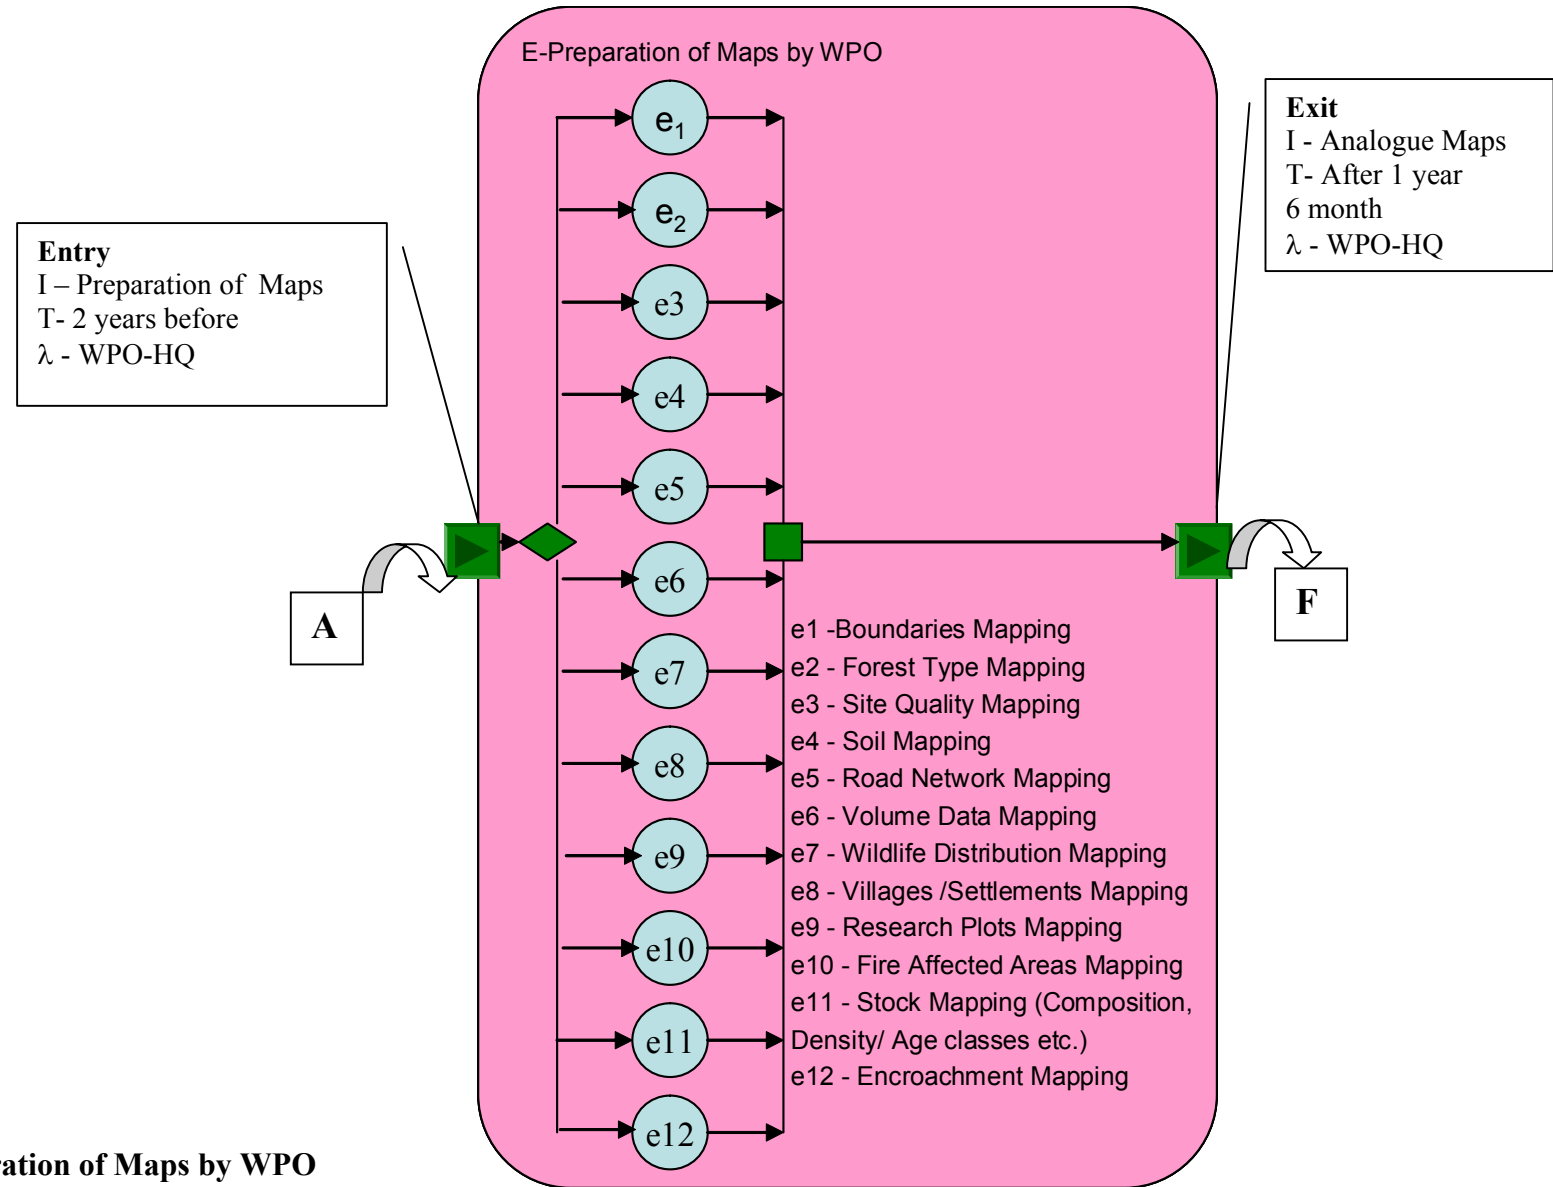 E-Preparation of Maps by WPO
Exit
I - Analogue Maps
T- After 1 year
6 month
λ - WPO-HQ
Entry
I – Preparation of Maps
T- 2 years before
λ - WPO-HQ
e1
e2
e3
e4
e5
e6
e7
e8
e9
e10
e11
e12
A
F
e1 -Boundaries Mapping
e2 - Forest Type Mapping
e3 - Site Quality Mapping
e4 - Soil Mapping
e5 - Road Network Mapping
e6 - Volume Data Mapping
e7 - Wildlife Distribution Mapping
e8 - Villages /Settlements Mapping
e9 - Research Plots Mapping
e10 - Fire Affected Areas Mapping
e11 - Stock Mapping (Composition,
Density/ Age classes etc.)
e12 - Encroachment Mapping
ration of Maps by WPO